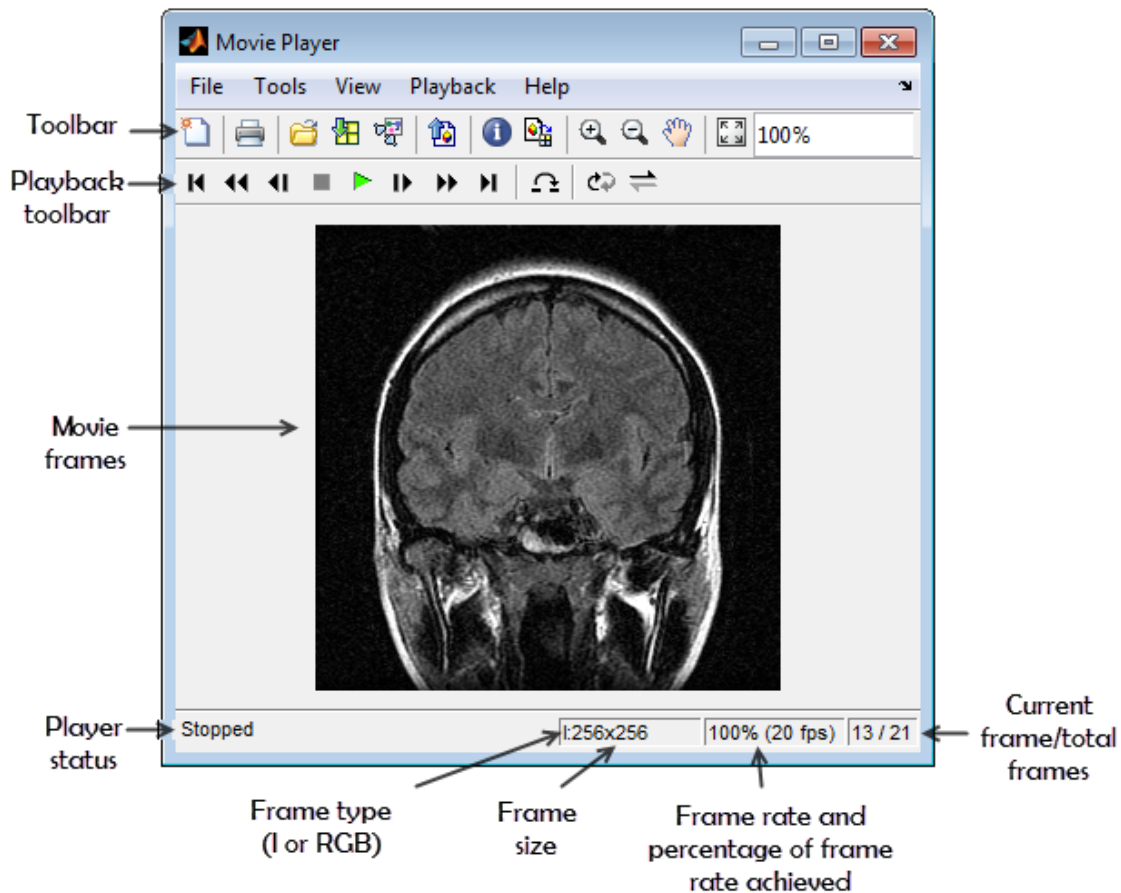 Movie Player
File Tools View Playback Help
Toolbar
100%
Playback
toolbar
Movie
frames
Player
status
Stopped
I:256x256
100% (20 fps)
13 / 21
Current
frame/total
frames
Frame type
(I or RGB)
Frame
size
Frame rate and
percentage of frame
rate achieved